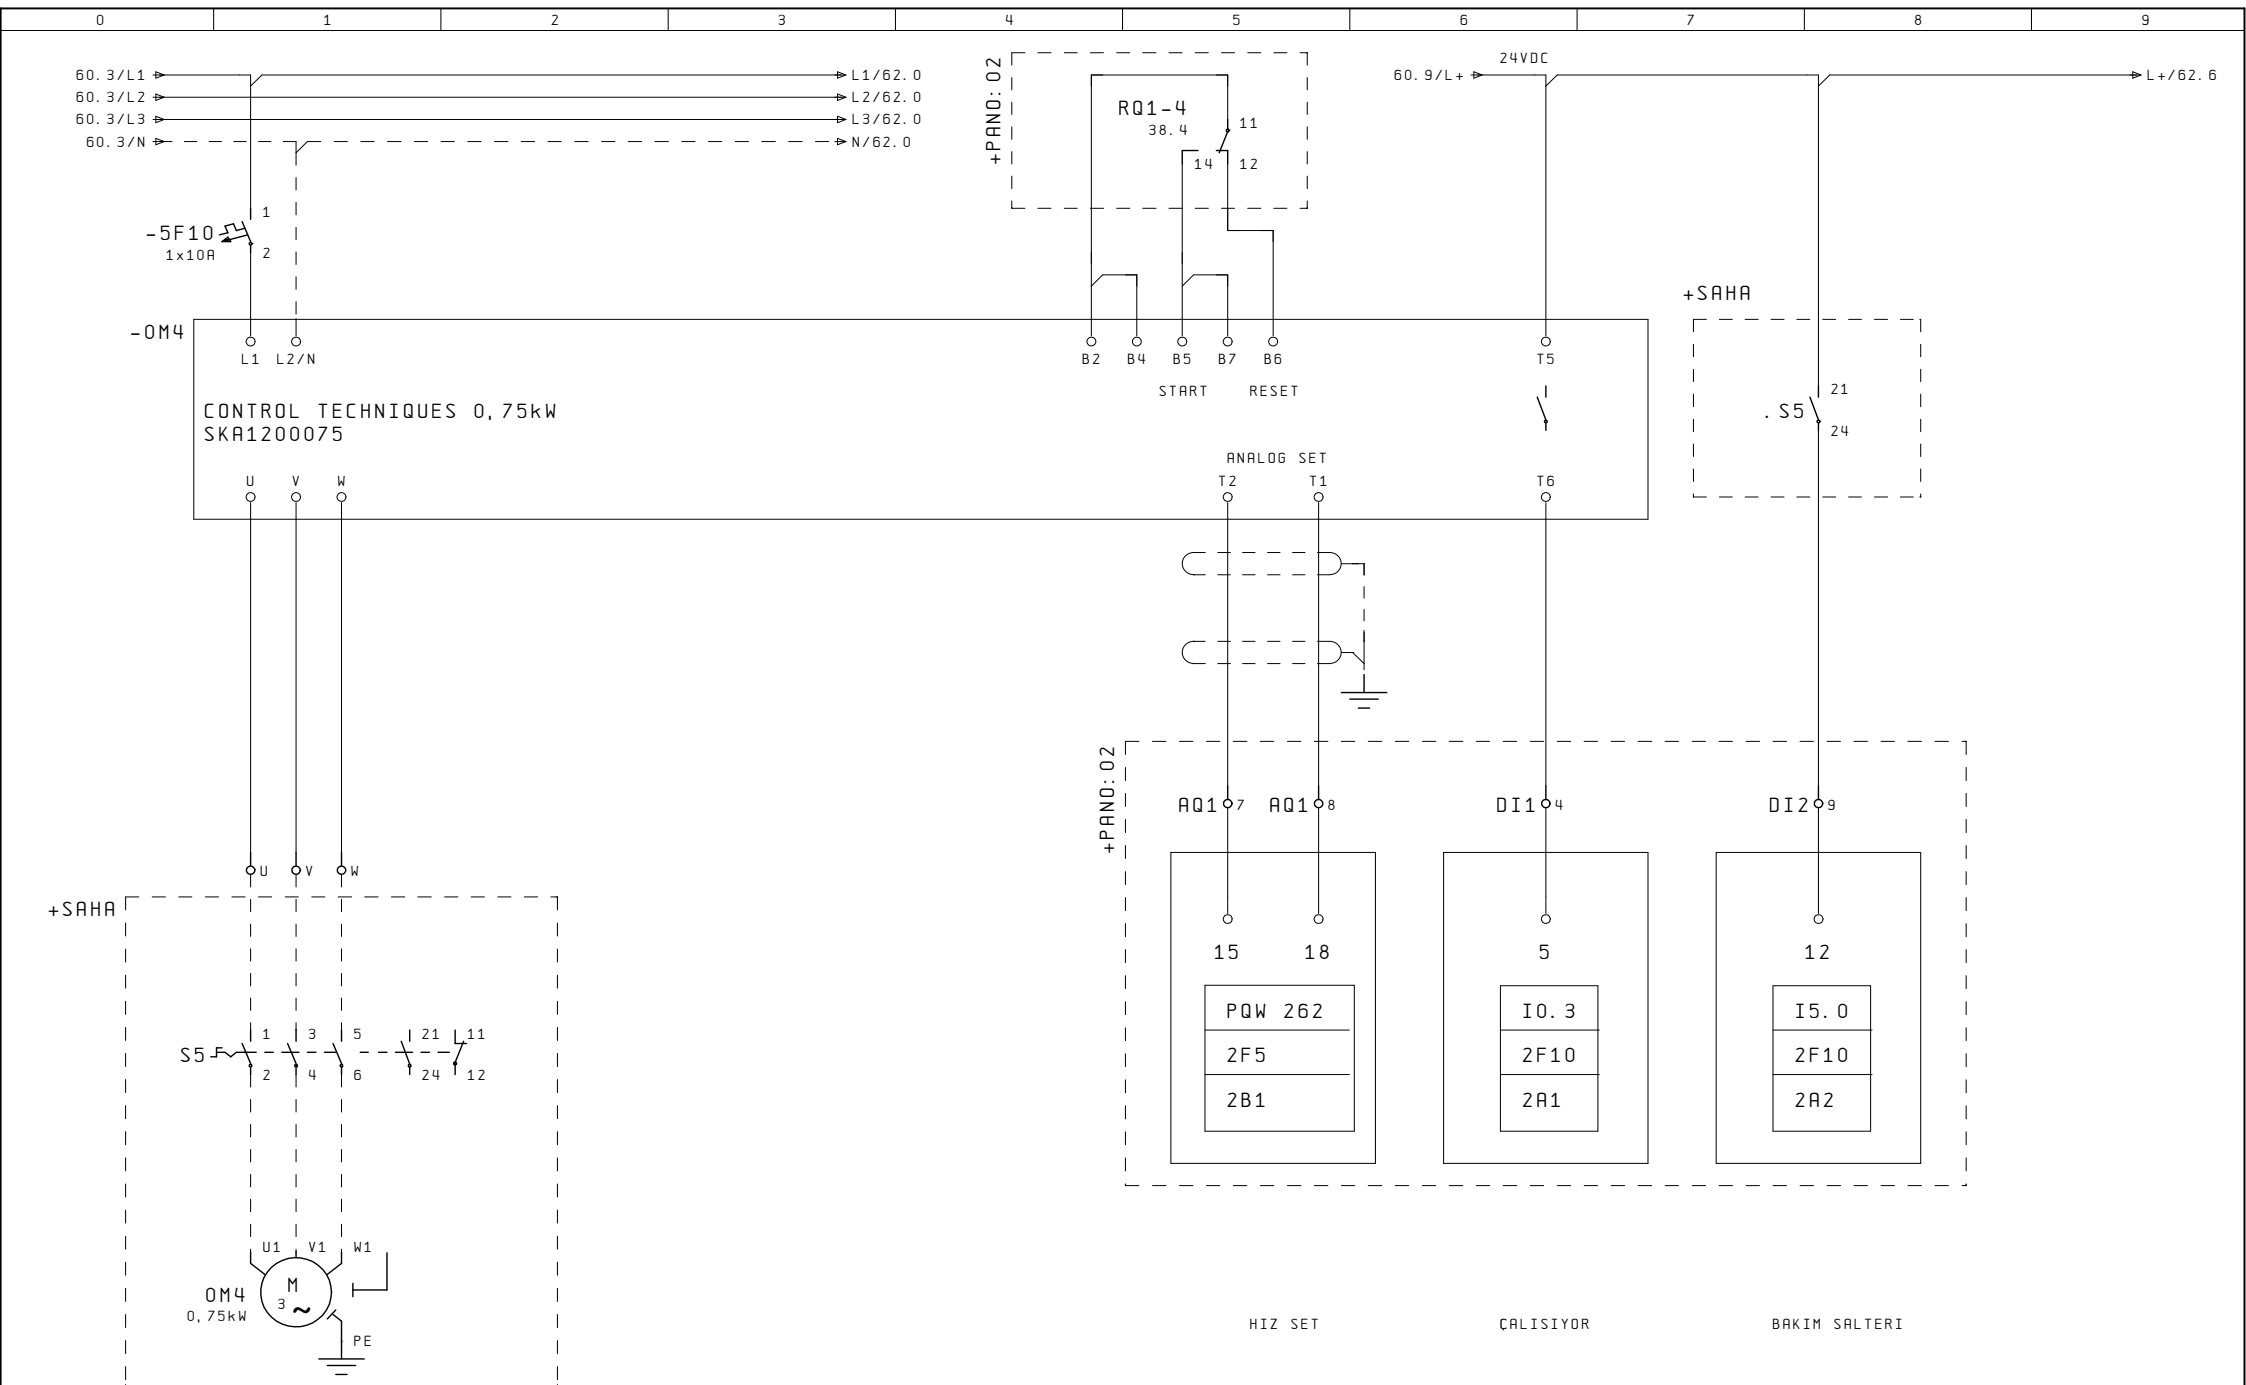 0 1 2 3 4 5 6 7 8 9
60.3/L1 L1/62.0
60.3/L2 L2/62.0
60.3/L3 L3/62.0
60.3/N N/62.0
+PANO:02
RQ1-4
38.4
11
14 12
24VDC
60.9/L+ L+/62.6
-5F10
1x10A
1
2
+SAHA
-OM4
L1 L2/N
B2 B4 B5 B7 B6
T5
START RESET
CONTROL TECHNIQUES 0,75kW
SKA1200075
.S5
21
24
ANALOG SET
U V W
T2 T1
T6
+PANO:02
AQ1 7 AQ1 8
DI1 4
DI2 9
U V W
+SAHA
15 18
5
12
PQW 262
2F5
2B1
I0.3
2F10
2A1
I5.0
2F10
2A2
S5
1 3 5 21 11
2 4 6 24 12
U1 V1 W1
M
3 ~
OM4
0,75kW
PE
HIZ SET
ÇALISIYOR
BAKIM SALTERI